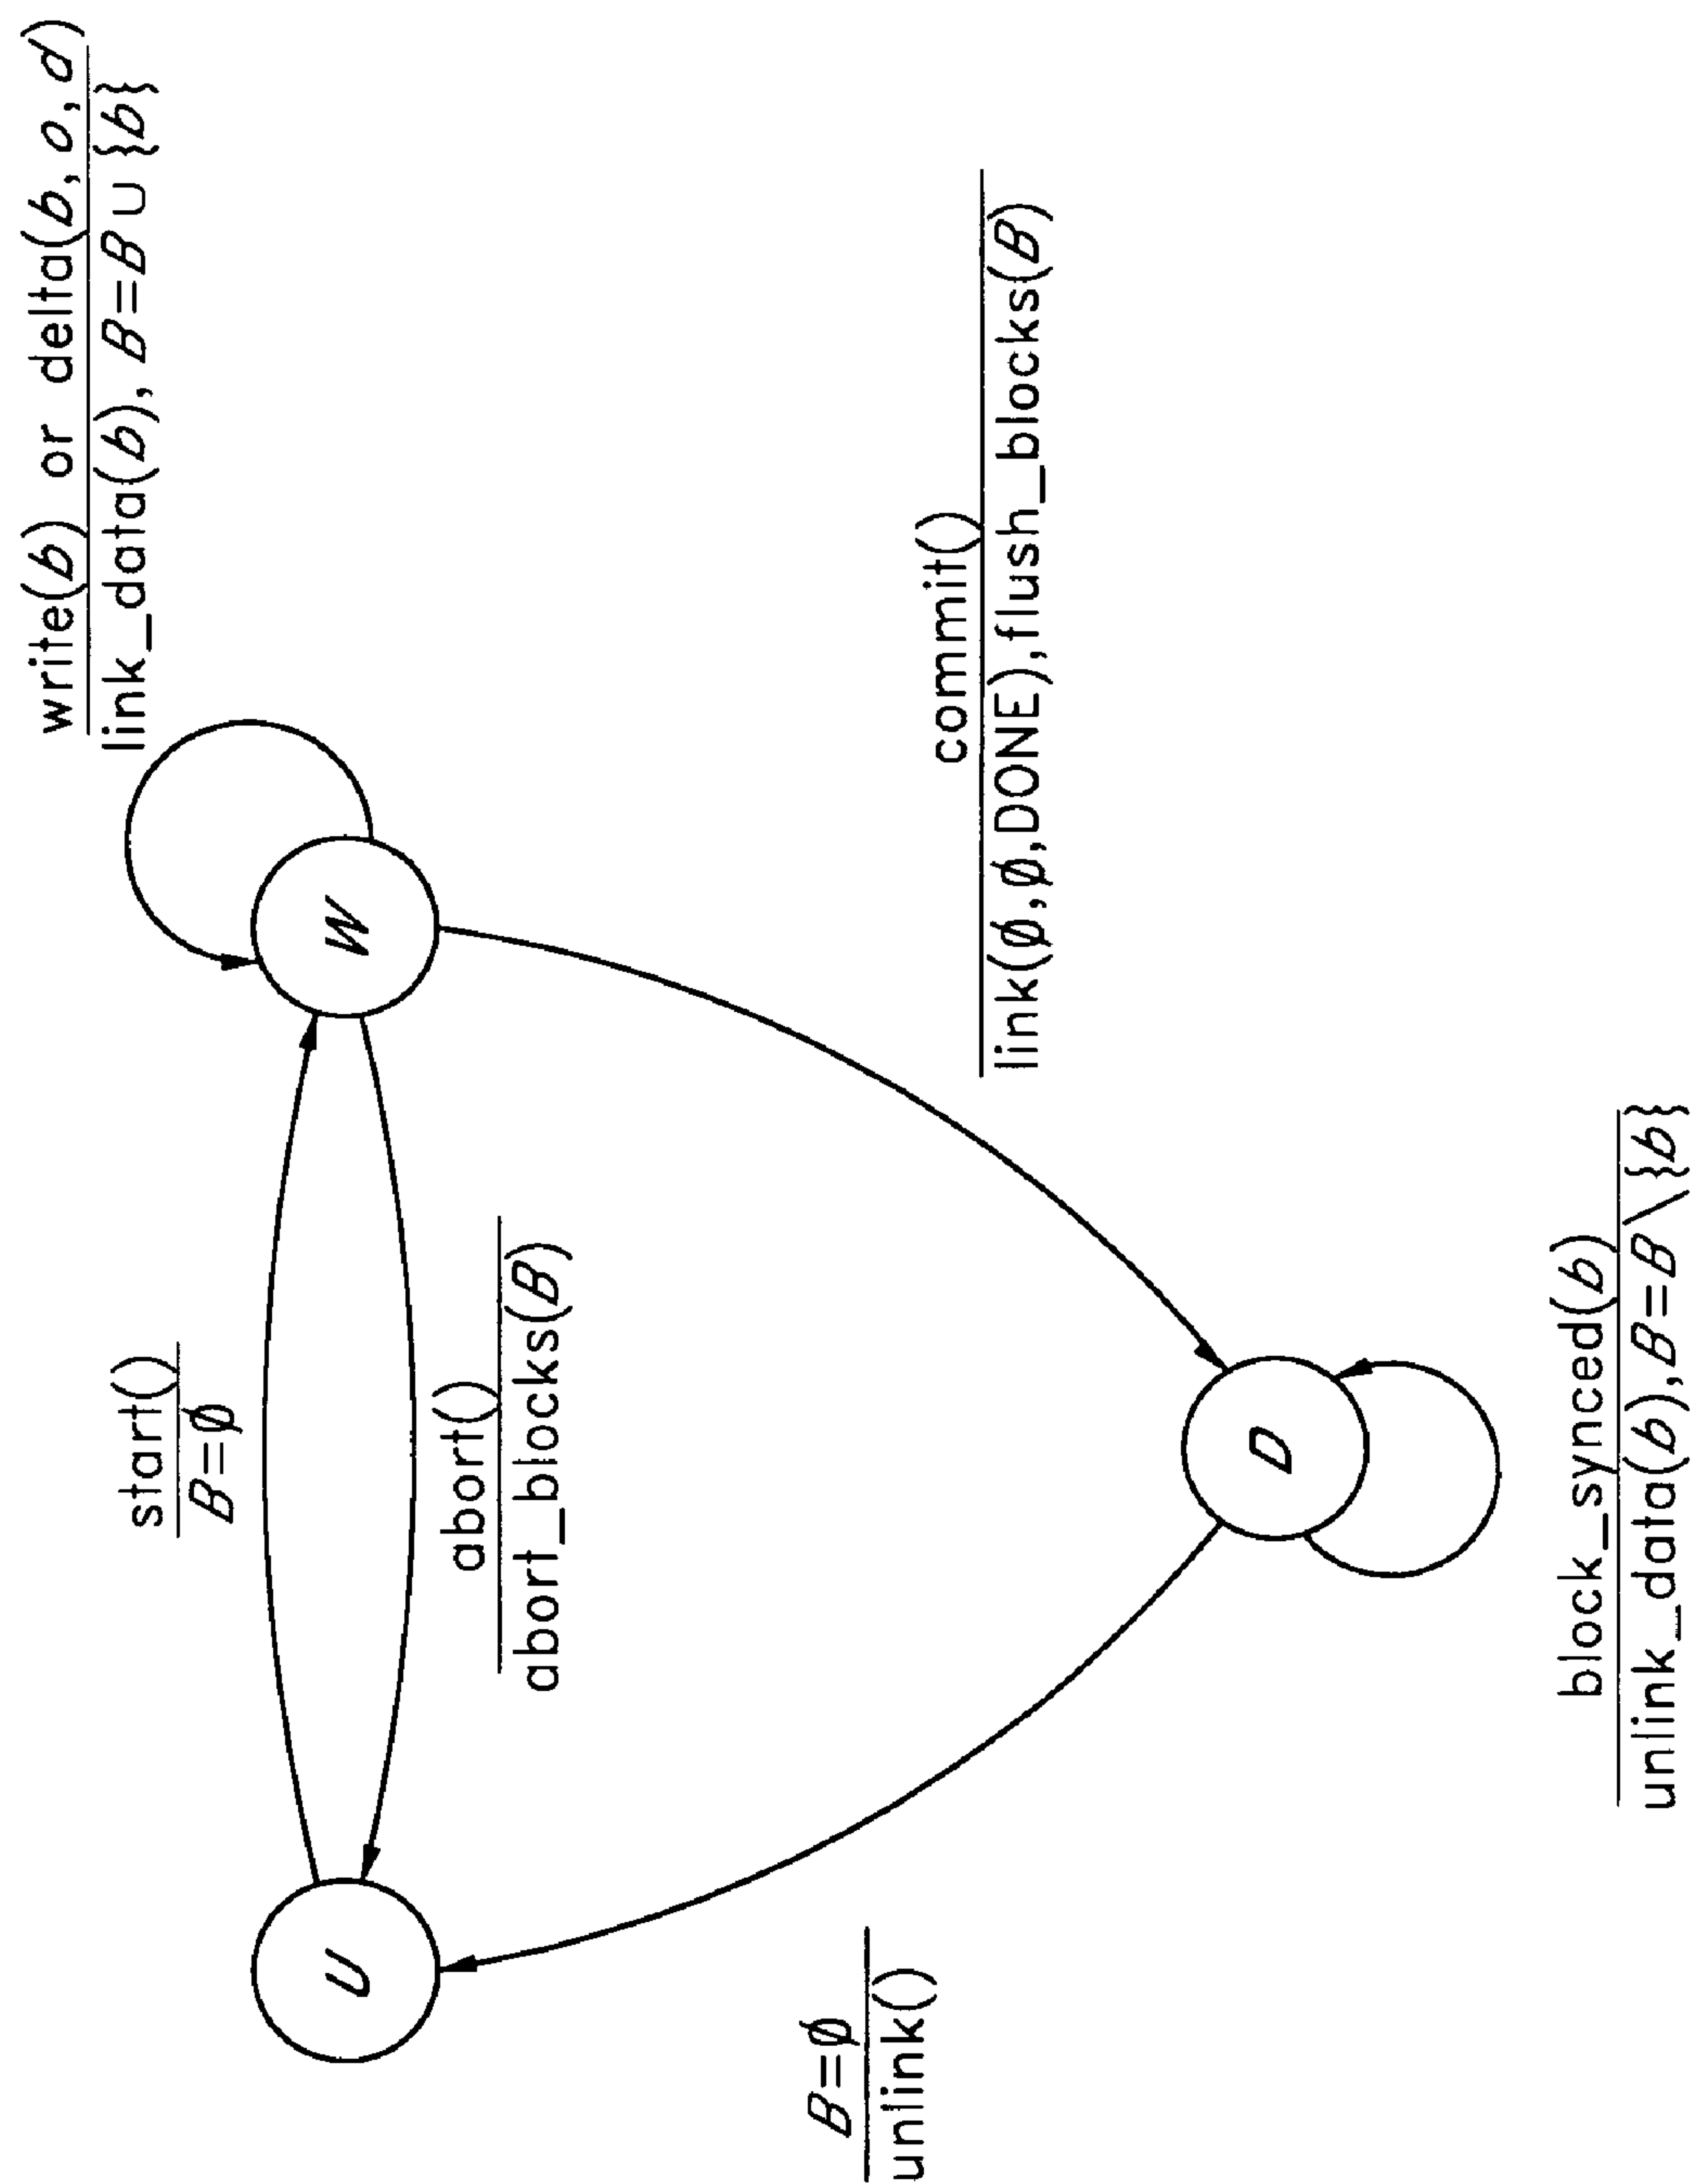 write(b) or delta(b, o, d)
link_data(b), B=B ∪ {b}
start()
B=∅
U
W
abort()
abort_blocks(B)
commit()
link(∅,∅,DONE),flush_blocks(B)
B=∅
unlink()
D
block_synced(b)
unlink_data(b),B=B\{b}